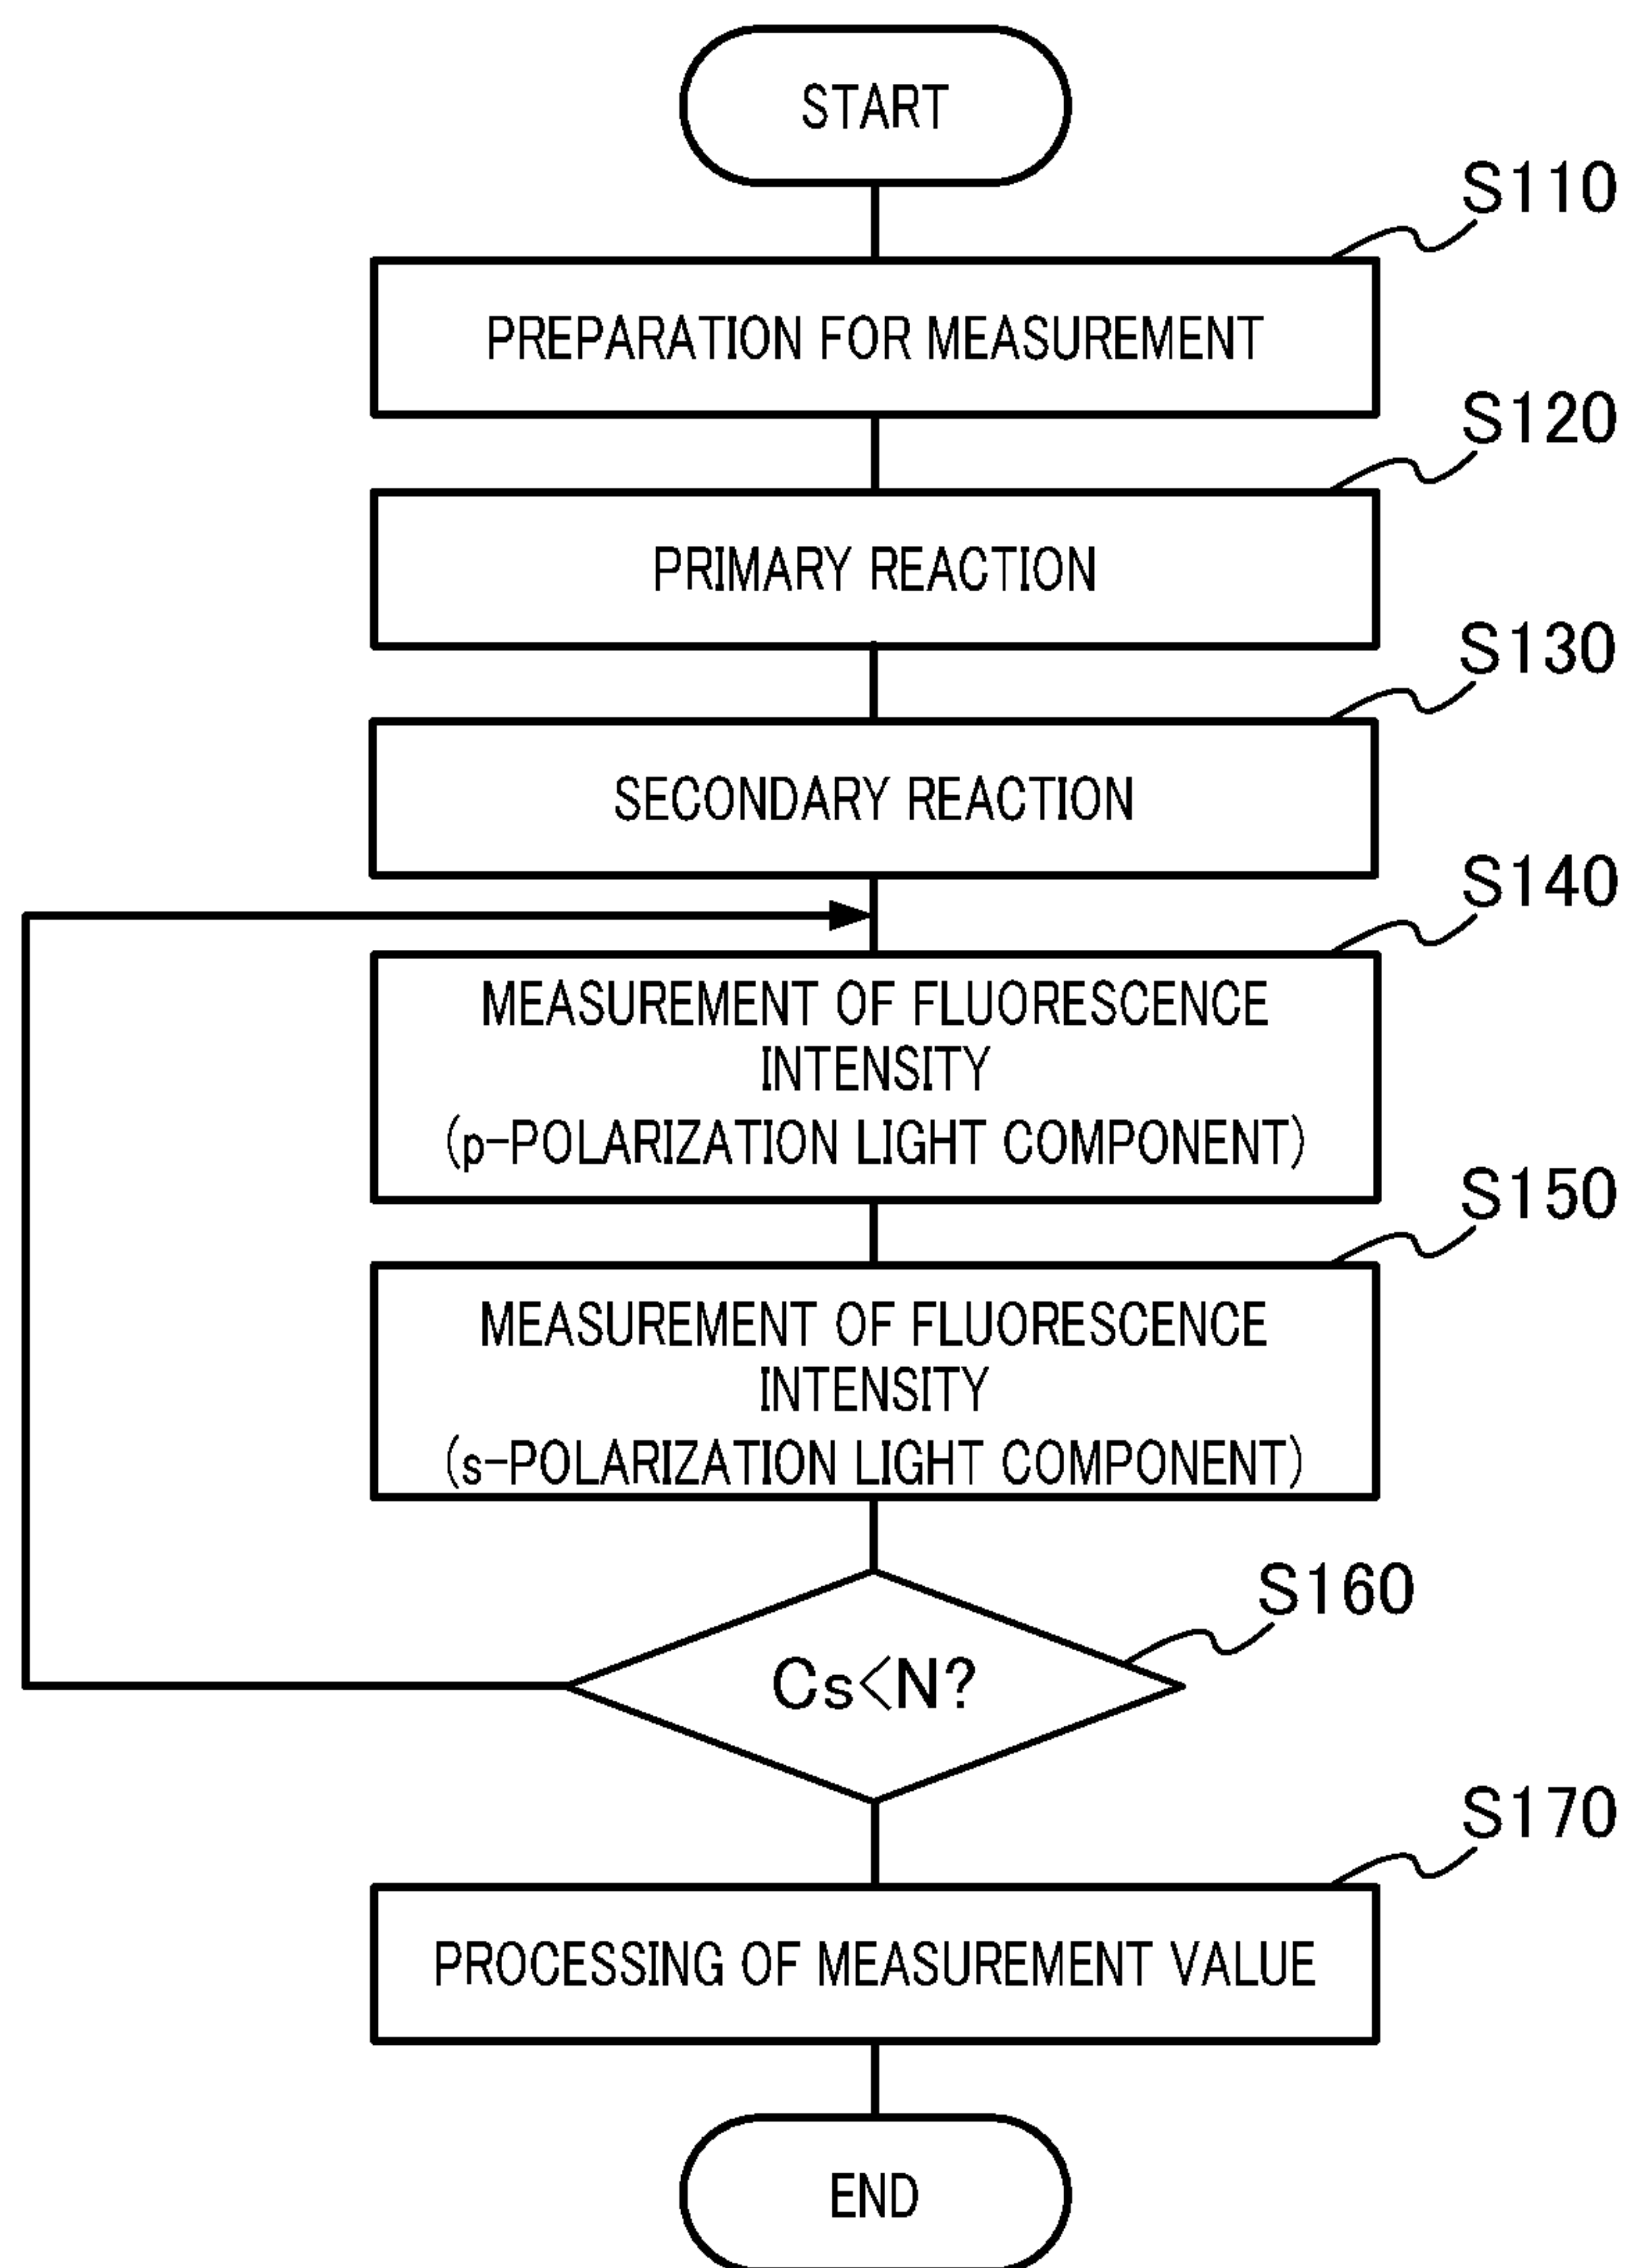 START
S110
PREPARATION FOR MEASUREMENT
S120
PRIMARY REACTION
S130
SECONDARY REACTION
S140
MEASUREMENT OF FLUORESCENCE
INTENSITY
(p-POLARIZATION LIGHT COMPONENT)
S150
MEASUREMENT OF FLUORESCENCE
INTENSITY
(s-POLARIZATION LIGHT COMPONENT)
S160
Cs<N?
S170
PROCESSING OF MEASUREMENT VALUE
END